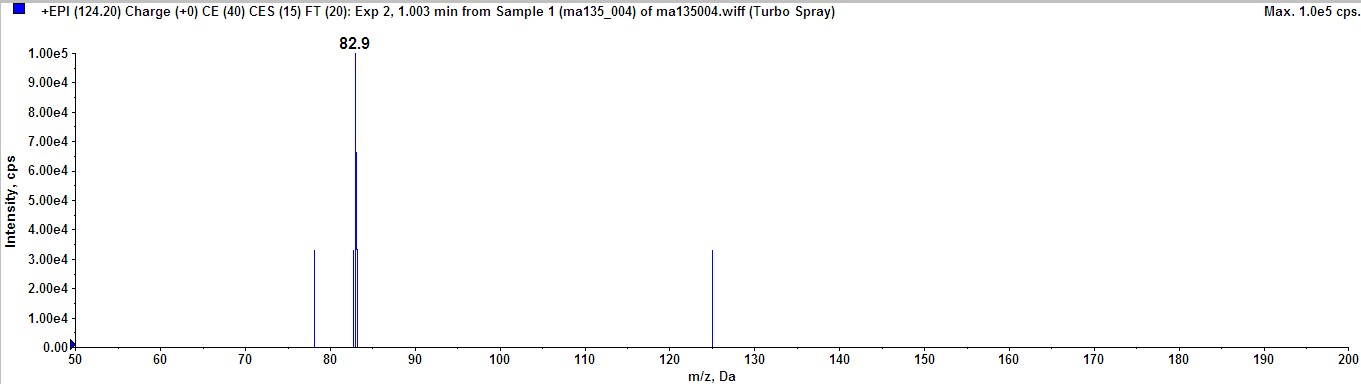 +EPI (124.20) Charge (+0) CE (40) CES (15) FT (20): Exp 2, 1.003 min from Sample 1 (ma135_004) of ma135004.wiff (Turbo Spray)
Max. 1.0e5 cps.
82.9
1.00e5
9.00e4
8.00e4
7.00e4
6.00e4
5.00e4
4.00e4
3.00e4
2.00e4
1.00e4
0.00
Intensity, cps
50 60 70 80 90 100 110 120 130 140 150 160 170 180 190 200
m/z, Da